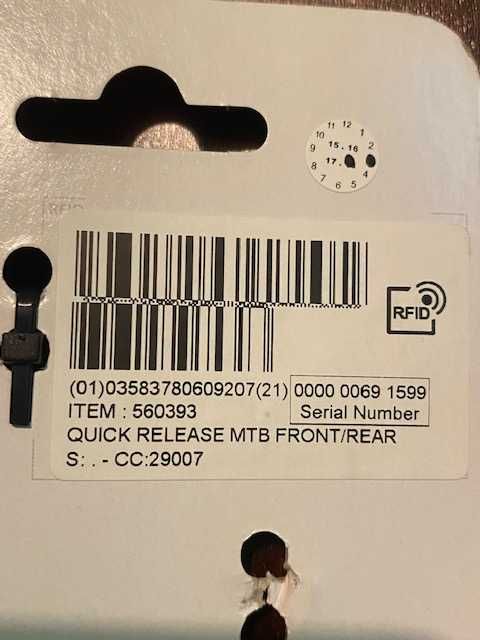 11 12 1
10 2
9 15. 16
8 17. 4
7 6 5
RFID
RFID
(01)03583780609207(21) 0000 0069 1599
Serial Number
ITEM : 560393
QUICK RELEASE MTB FRONT/REAR
S: . - CC:29007